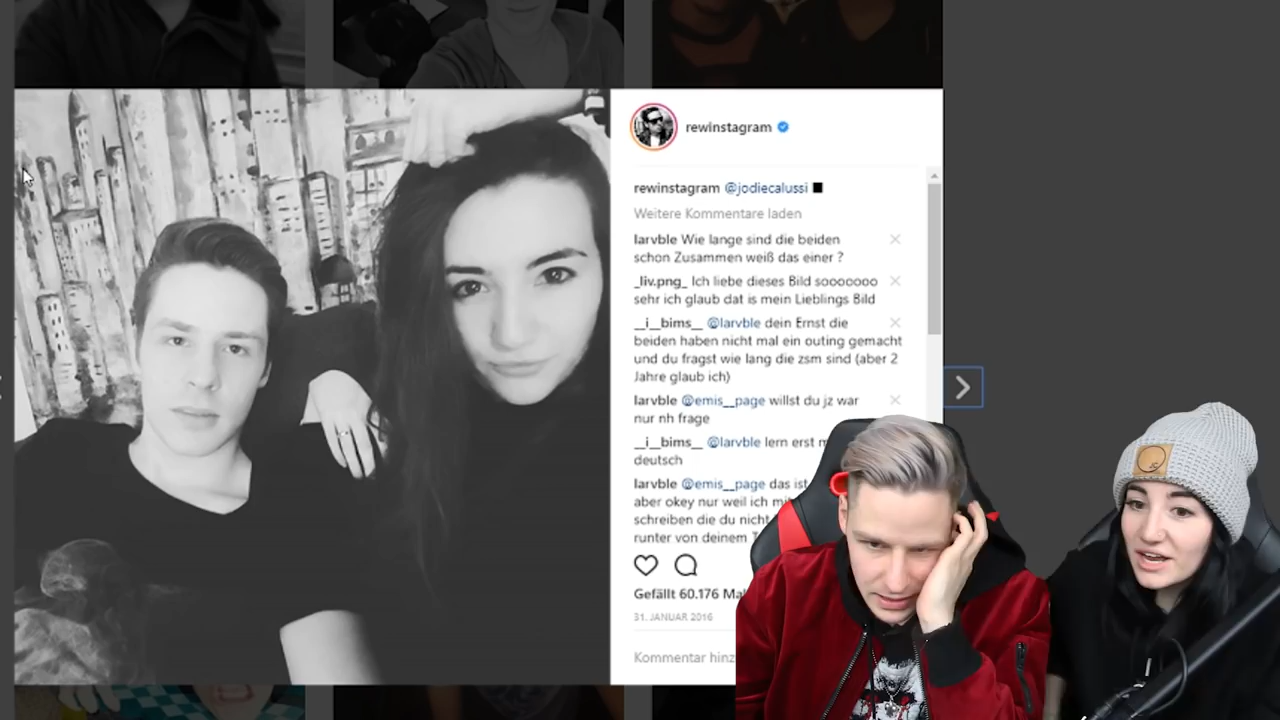 rewinstagram
rewinstagram @jodiecalussi
Weitere Kommentare laden
larvble Wie lange sind die beiden
schon Zusammen weiß das einer ?
_liv.png_ Ich liebe dieses Bild sooooooo
sehr ich glaub dat is mein Lieblings Bild
__i__bims__ @larvble dein Ernst die
beiden haben nicht mal ein outing gemacht
und du fragst wie lang die zsm sind (aber 2
Jahre glaub ich)
larvble @emis__page willst du jz war
nur nh frage
__i__bims__ @larvble lern erst
deutsch
larvble @emis__page das ist
aber okey nur weil ich
schreiben die du nicht
runter von deinem
Gefällt 60.176
31. JANUAR 2016
Kommentar